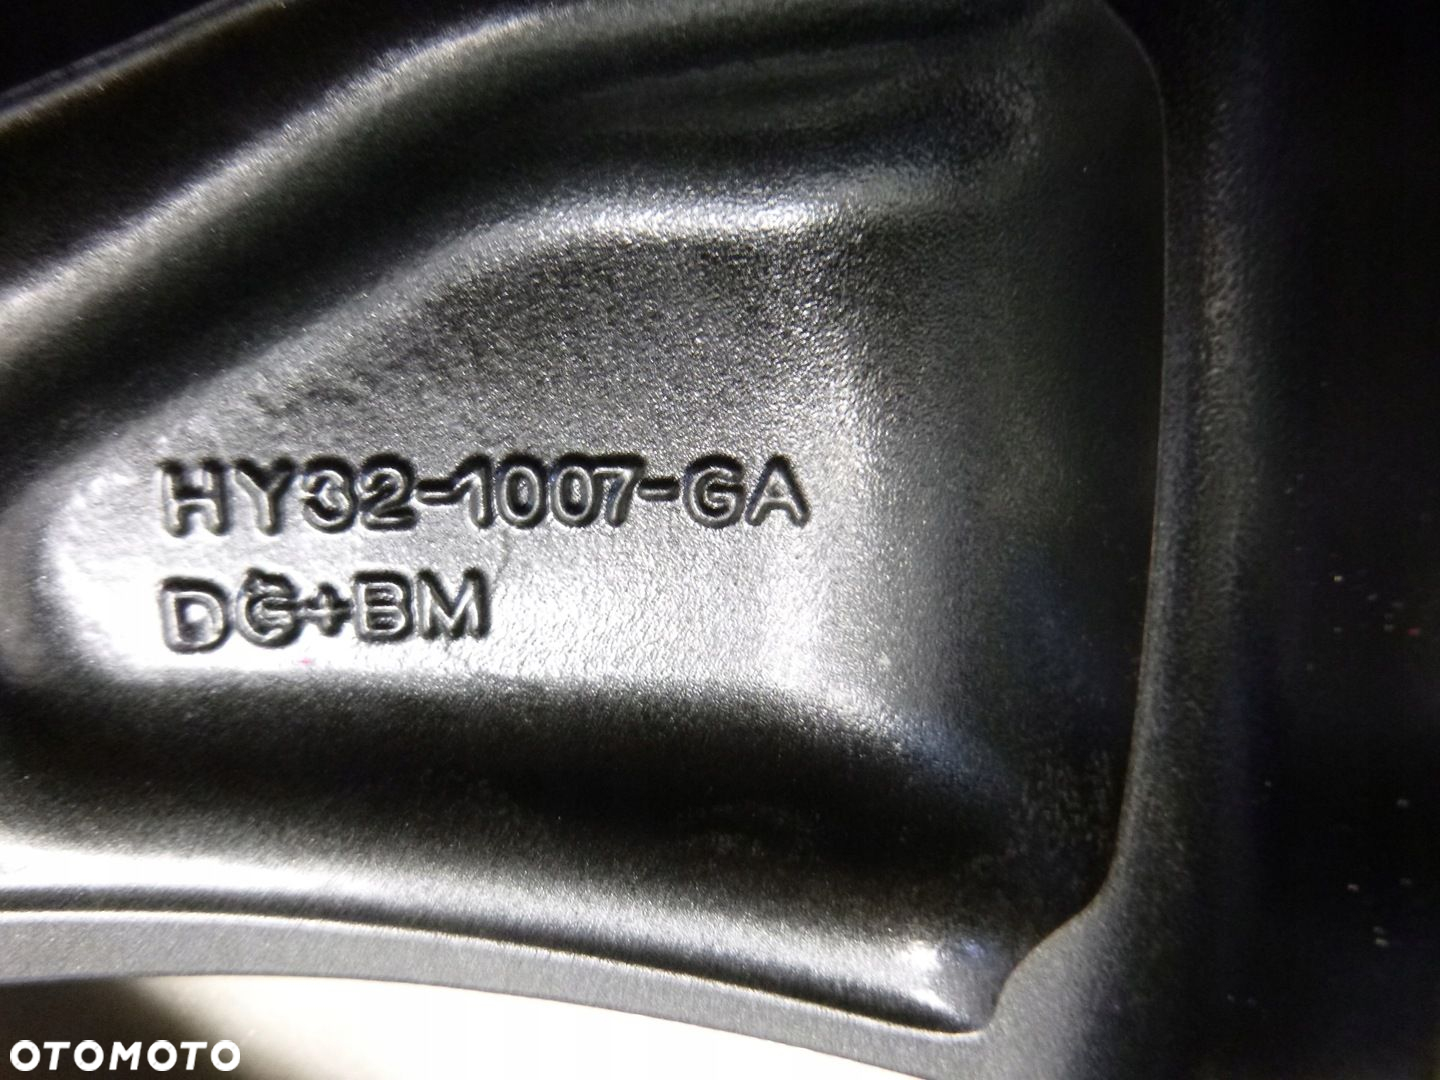 HY32-1007-GA
DC+BM
OTOMOTO